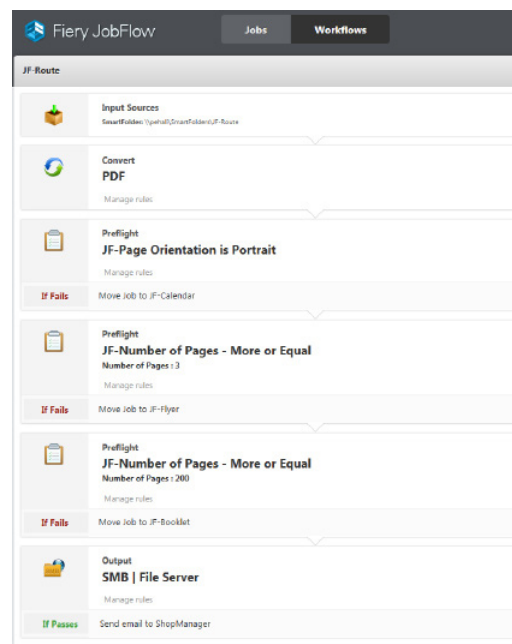 Fiery JobFlow
Jobs
Workflows
JF-Route
Input Sources
SmartFolder: \\pehall\SmartFolders\JF-Route
Convert
PDF
Manage rules
Preflight
JF-Page Orientation is Portrait
Manage rules
If Fails
Move Job to JF-Calendar
Preflight
JF-Number of Pages - More or Equal
Number of Pages : 3
Manage rules
If Fails
Move Job to JF-Flyer
Preflight
JF-Number of Pages - More or Equal
Number of Pages : 200
Manage rules
If Fails
Move Job to JF-Booklet
Output
SMB | File Server
Manage rules
If Passes
Send email to ShopManager